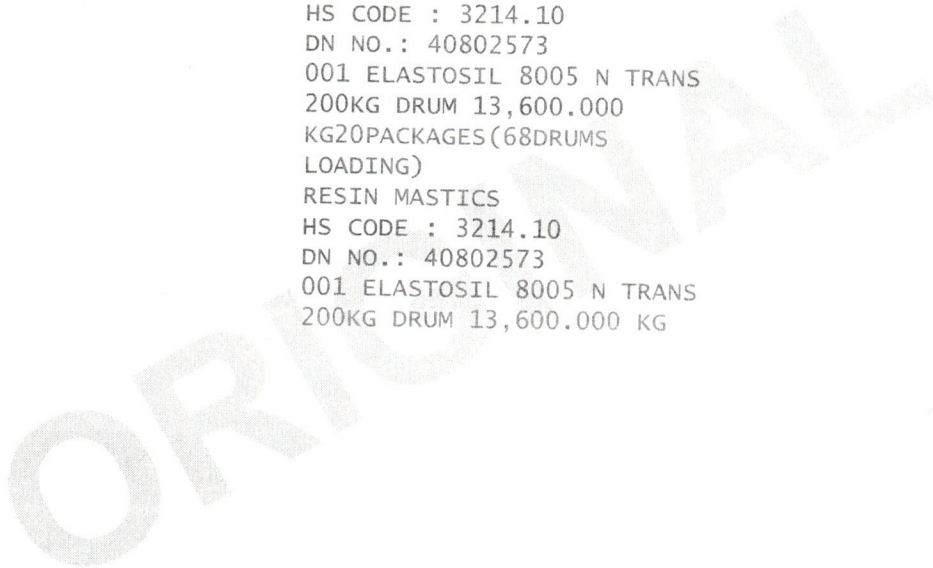 HS CODE : 3214.10
DN NO.: 40802573
001 ELASTOSIL 8005 N TRANS
200KG DRUM 13,600.000
KG20PACKAGES(68DRUMS
LOADING)
RESIN MASTICS
HS CODE : 3214.10
DN NO.: 40802573
001 ELASTOSIL 8005 N TRANS
200KG DRUM 13,600.000 KG
ORIGINAL